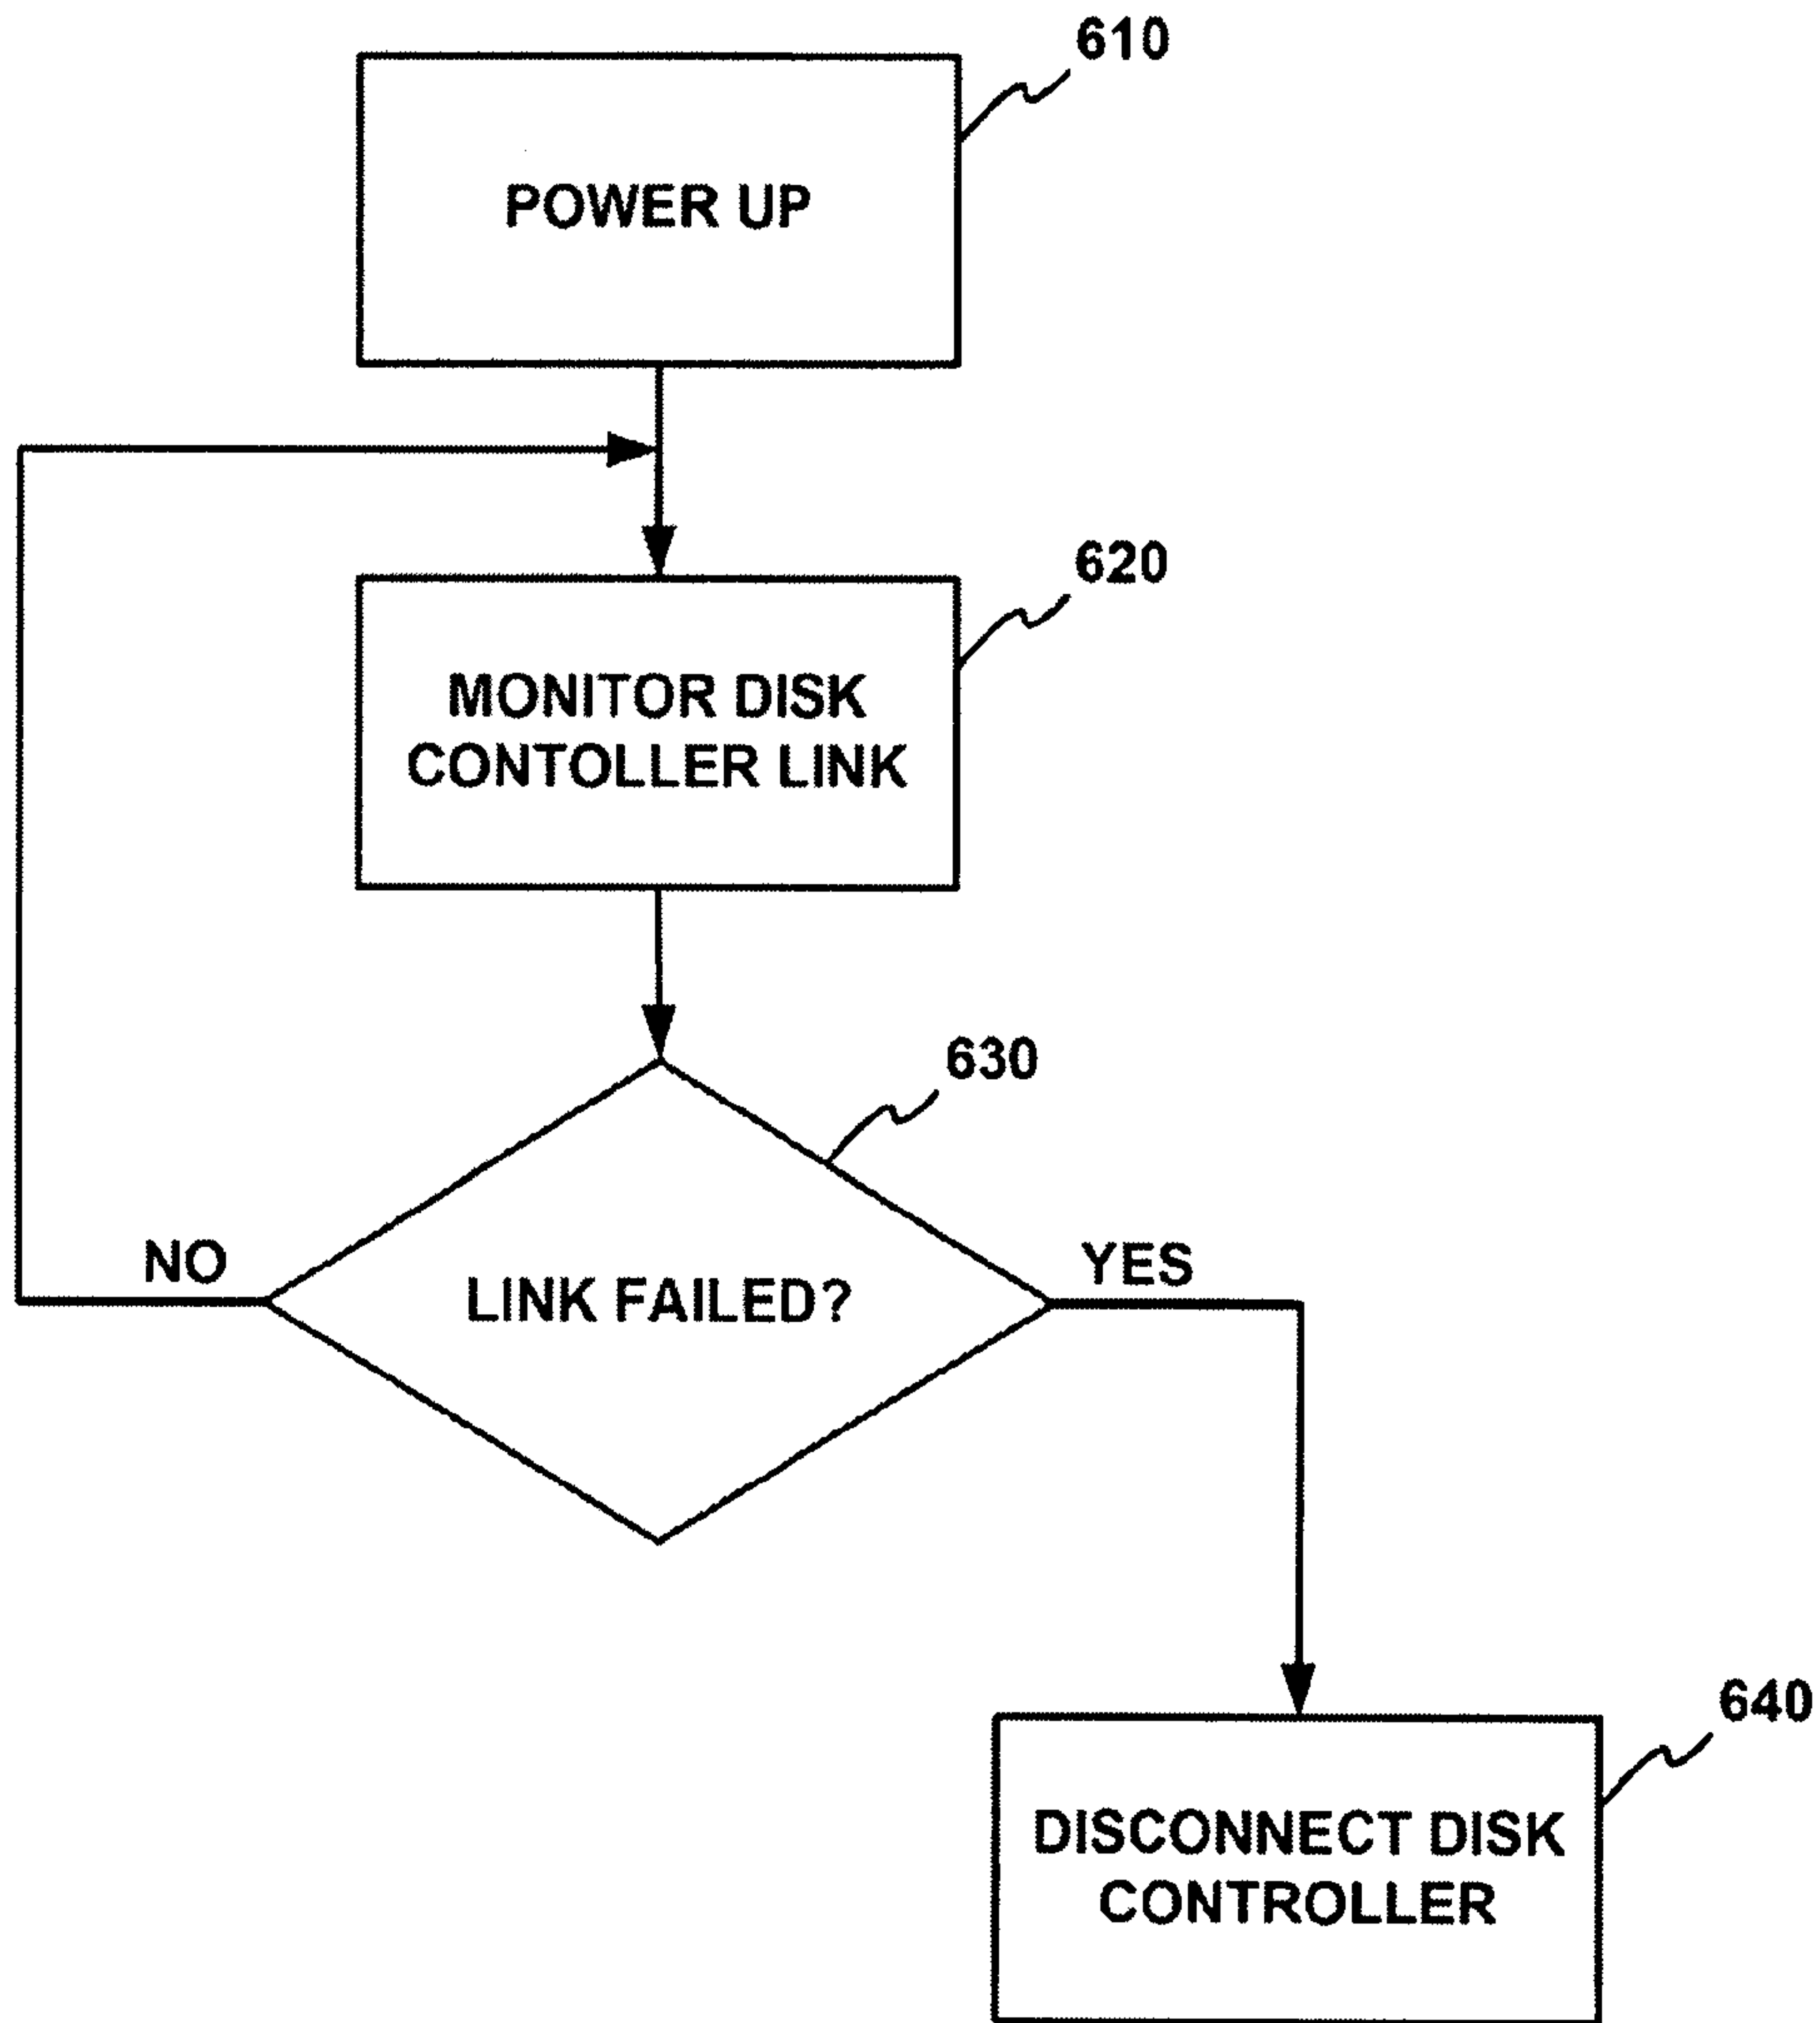 610
POWER UP
620
MONITOR DISK
CONTOLLER LINK
630
NO
LINK FAILED?
YES
640
DISCONNECT DISK
CONTROLLER